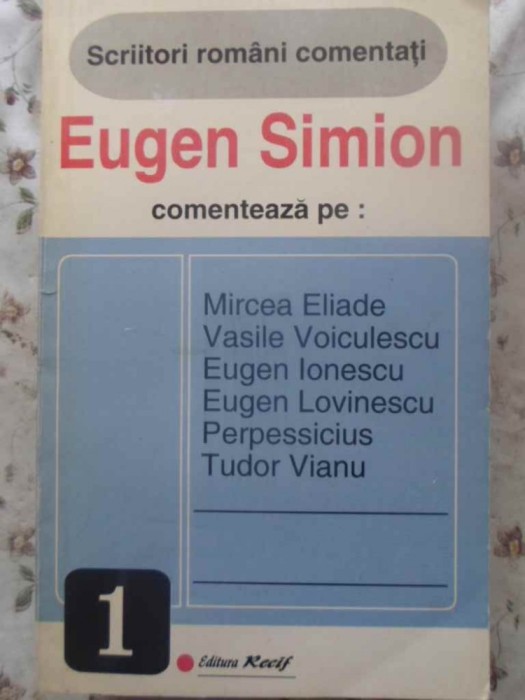 Scriitori români comentați
Eugen Simion
comentează pe :
Mircea Eliade
Vasile Voiculescu
Eugen Ionescu
Eugen Lovinescu
Perpessicius
Tudor Vianu
1
Editura Recif